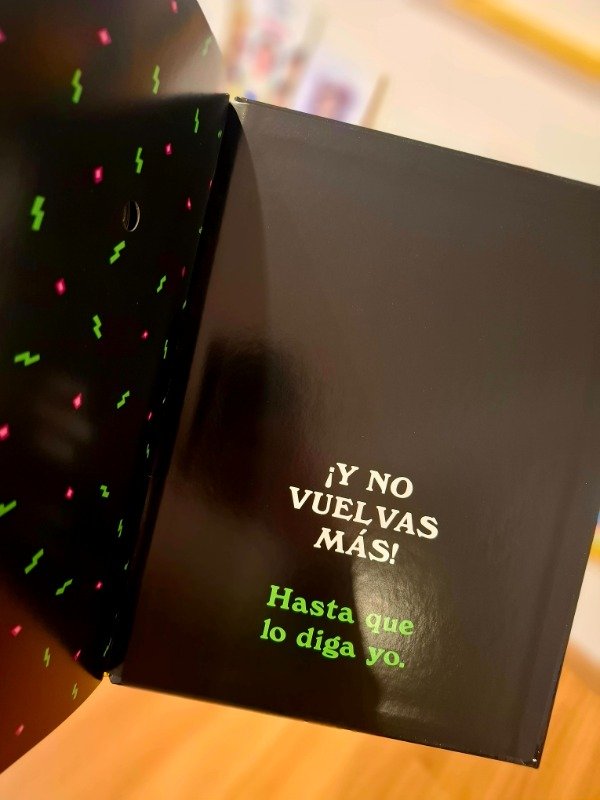 ¡Y NO
VUELVAS
MÁS!
Hasta que
lo diga yo.